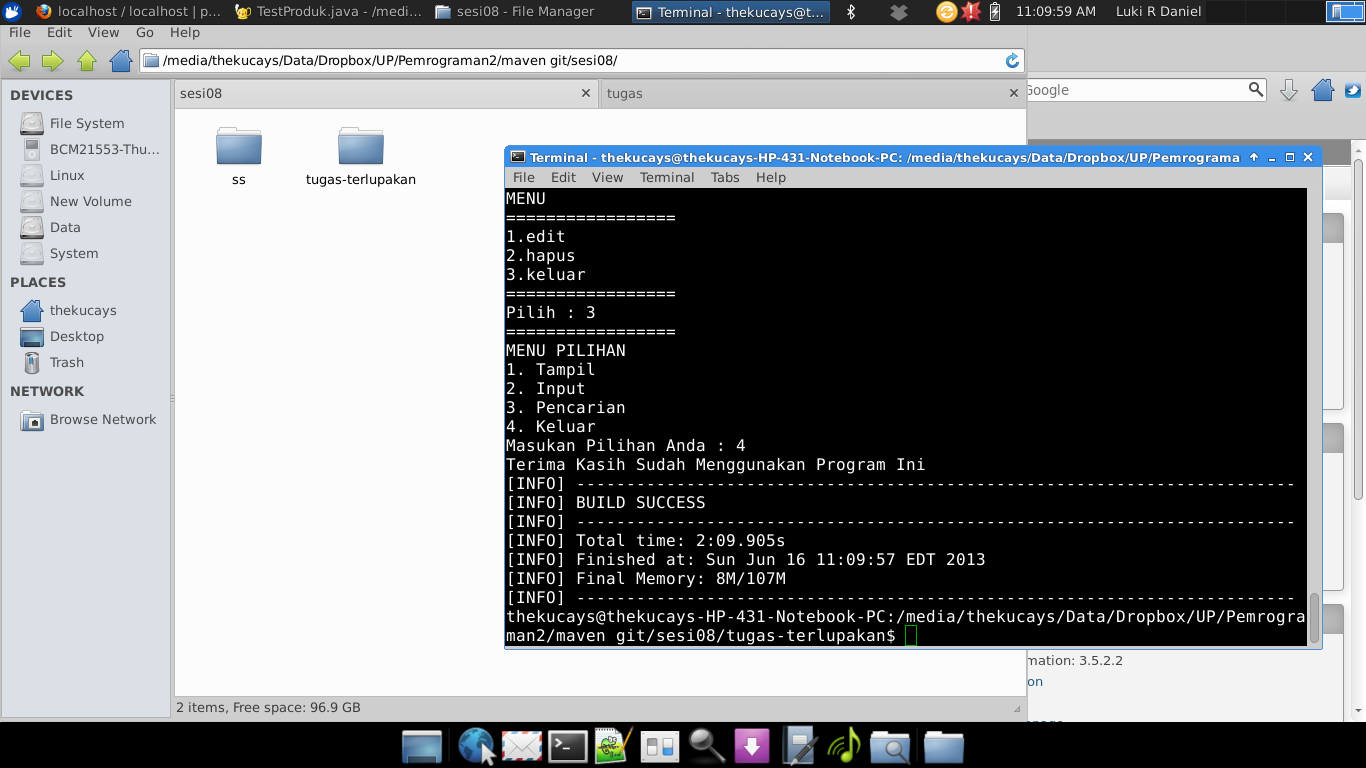 localhost / localhost | p...
TestProduk.java - /medi...
sesi08 - File Manager
Terminal - thekucays@t...
11:09:59 AM
Luki R Daniel
File Edit View Go Help
/media/thekucays/Data/Dropbox/UP/Pemrograman2/maven git/sesi08/
Google
DEVICES
File System
BCM21553-Thu...
Linux
New Volume
Data
System
PLACES
thekucays
Desktop
Trash
NETWORK
Browse Network
sesi08
tugas
ss
tugas-terlupakan
2 items, Free space: 96.9 GB
Terminal - thekucays@thekucays-HP-431-Notebook-PC: /media/thekucays/Data/Dropbox/UP/Pemrograma
File Edit View Terminal Tabs Help
MENU
=================
1.edit
2.hapus
3.keluar
=================
Pilih : 3
=================
MENU PILIHAN
1. Tampil
2. Input
3. Pencarian
4. Keluar
Masukan Pilihan Anda : 4
Terima Kasih Sudah Menggunakan Program Ini
[INFO] ------------------------------------------------------------------------
[INFO] BUILD SUCCESS
[INFO] ------------------------------------------------------------------------
[INFO] Total time: 2:09.905s
[INFO] Finished at: Sun Jun 16 11:09:57 EDT 2013
[INFO] Final Memory: 8M/107M
[INFO] ------------------------------------------------------------------------
thekucays@thekucays-HP-431-Notebook-PC:/media/thekucays/Data/Dropbox/UP/Pemrogra
man2/maven git/sesi08/tugas-terlupakan$
mation: 3.5.2.2
on